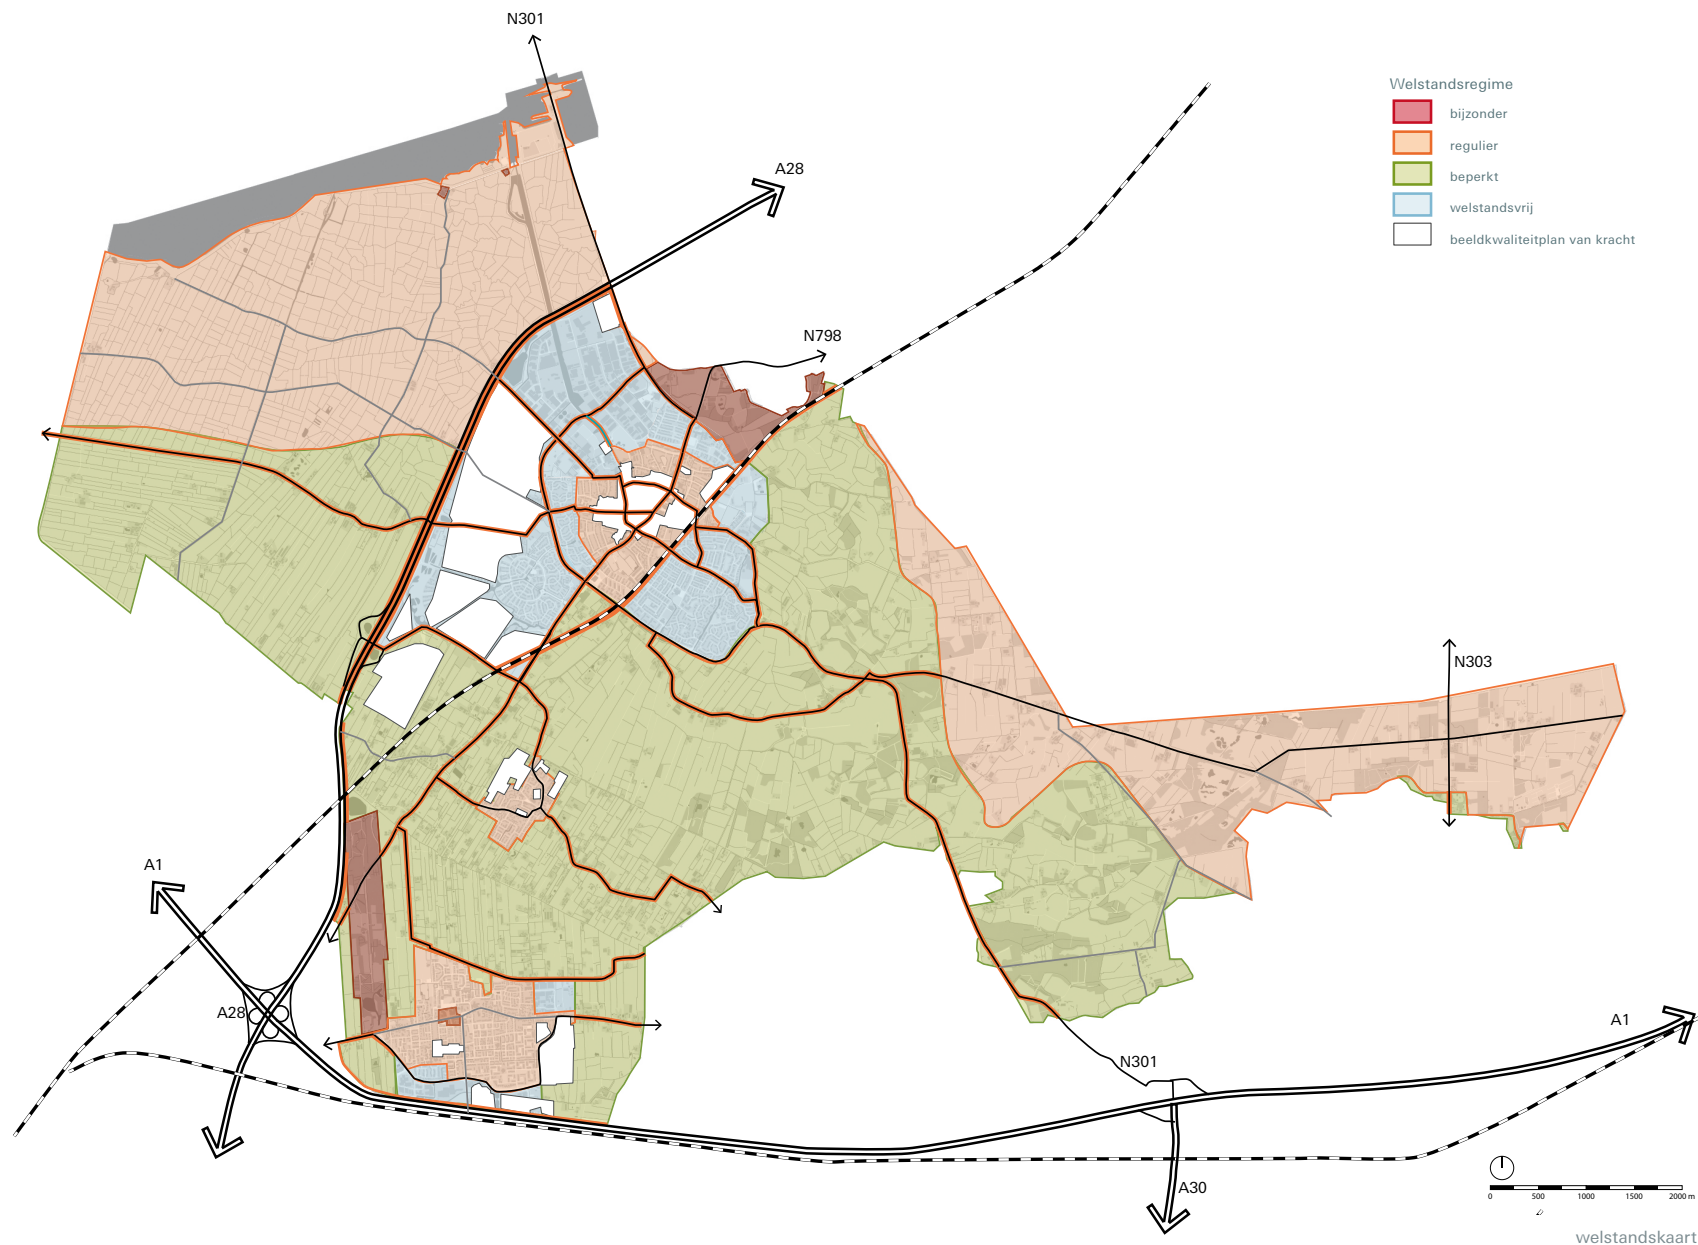 N301
A28
Welstandsregime
bijzonder
regulier
beperkt
welstandsvrij
beeldkwaliteitplan van kracht
N798
N303
A1
A28
A1
N301
A30
0 500 1000 1500 2000 m
welstandskaart